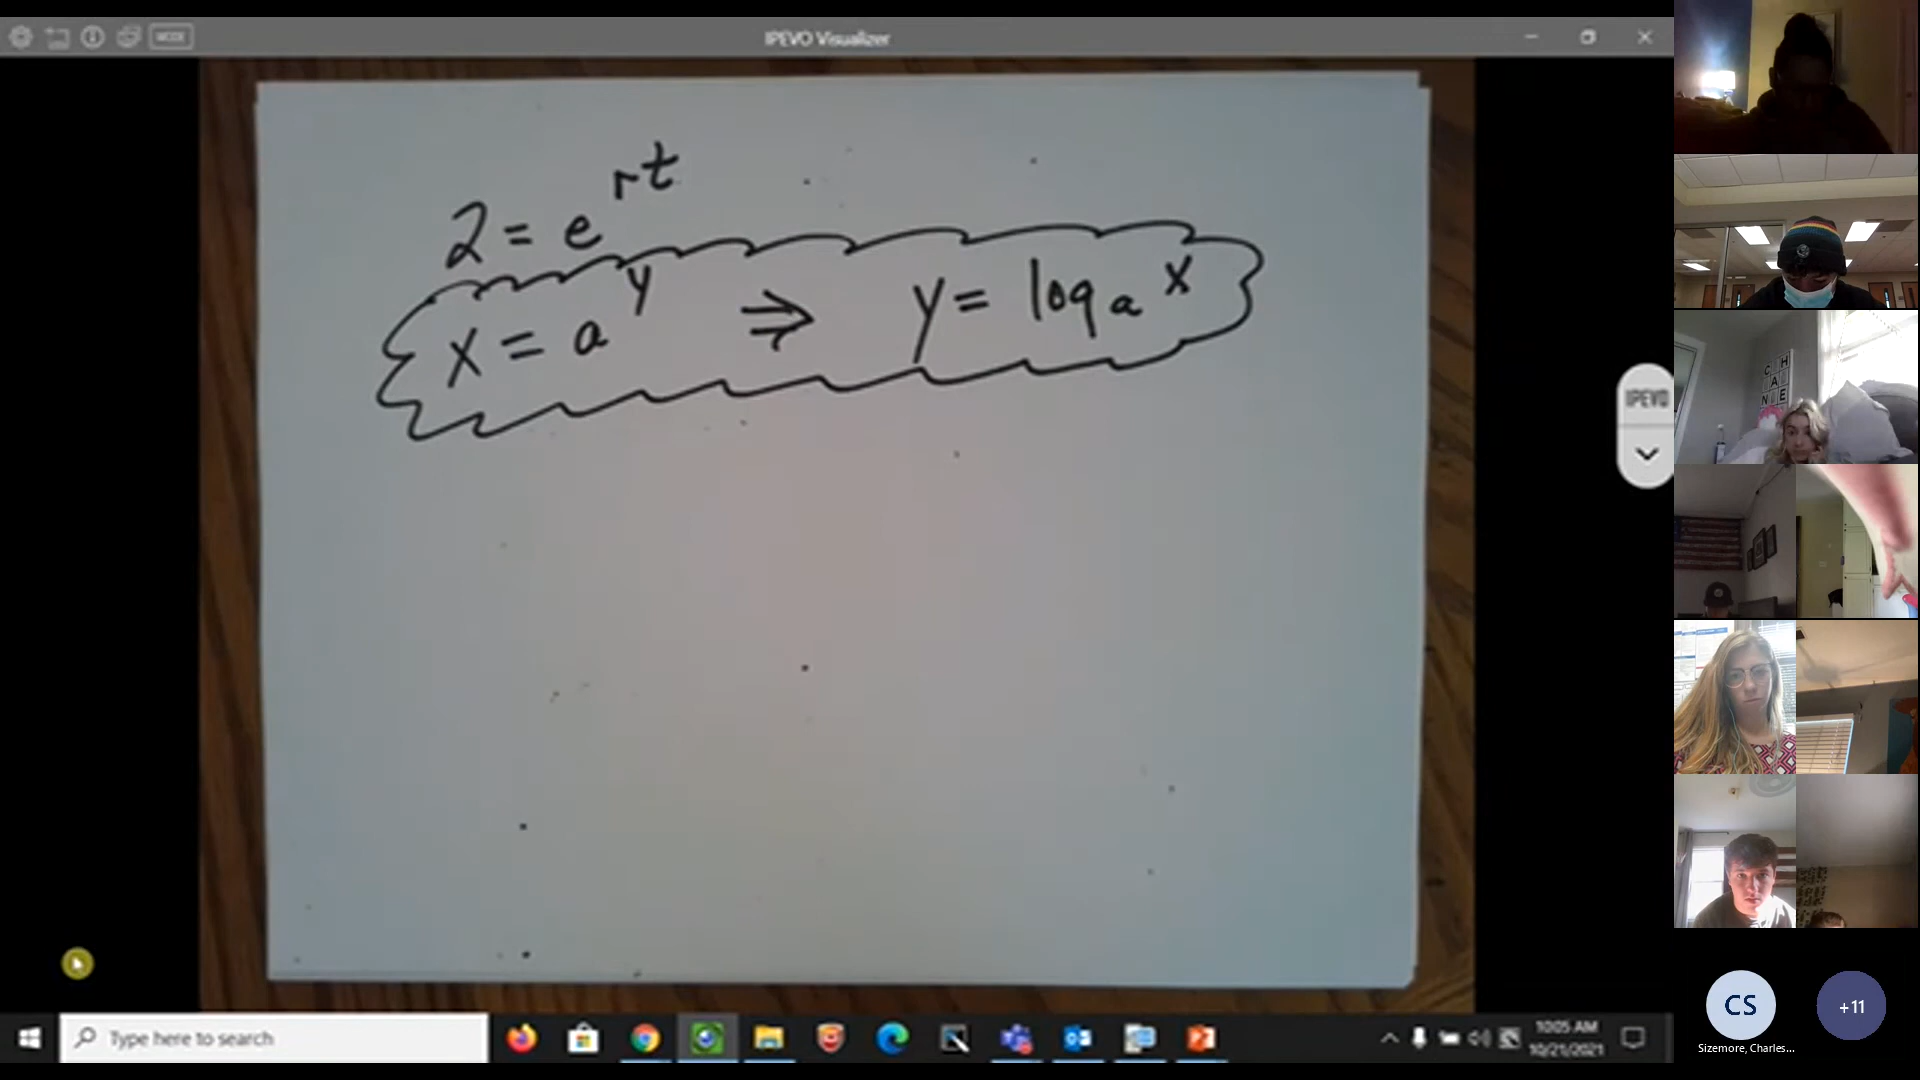 MODE
IPEVO Visualizer
2 = e^rt
x = a^y ⇒ y = log_a x
IPEVO
C H
A
N E
Type here to search
10:05 AM
10/21/2021
CS
+11
Sizemore, Charles...